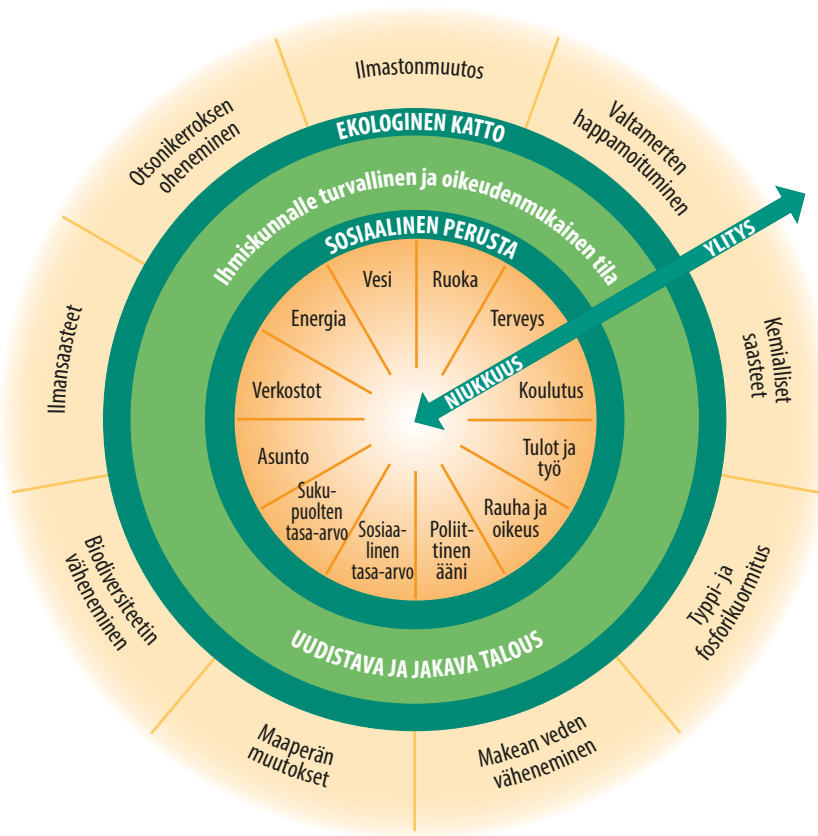 Ilmastonmuutos
Valtamerten
happamoituminen
Kemialliset
saasteet
Typpi- ja
fosforikuormitus
Makean veden
väheneminen
Maaperän
muutokset
Biodiversiteetin
väheneminen
Ilmansaasteet
Otsonikerroksen
oheneminen
EKOLOGINEN KATTO
Ihmiskunnalle turvallinen ja oikeudenmukainen tila
SOSIAALINEN PERUSTA
YLITYS
NIUKKUUS
Vesi
Ruoka
Terveys
Koulutus
Tulot ja
työ
Rauha ja
oikeus
Poliit-
tinen
ääni
Sosiaa-
linen
tasa-arvo
Suku-
puolten
tasa-arvo
Asunto
Verkostot
Energia
UUDISTAVA JA JAKAVA TALOUS